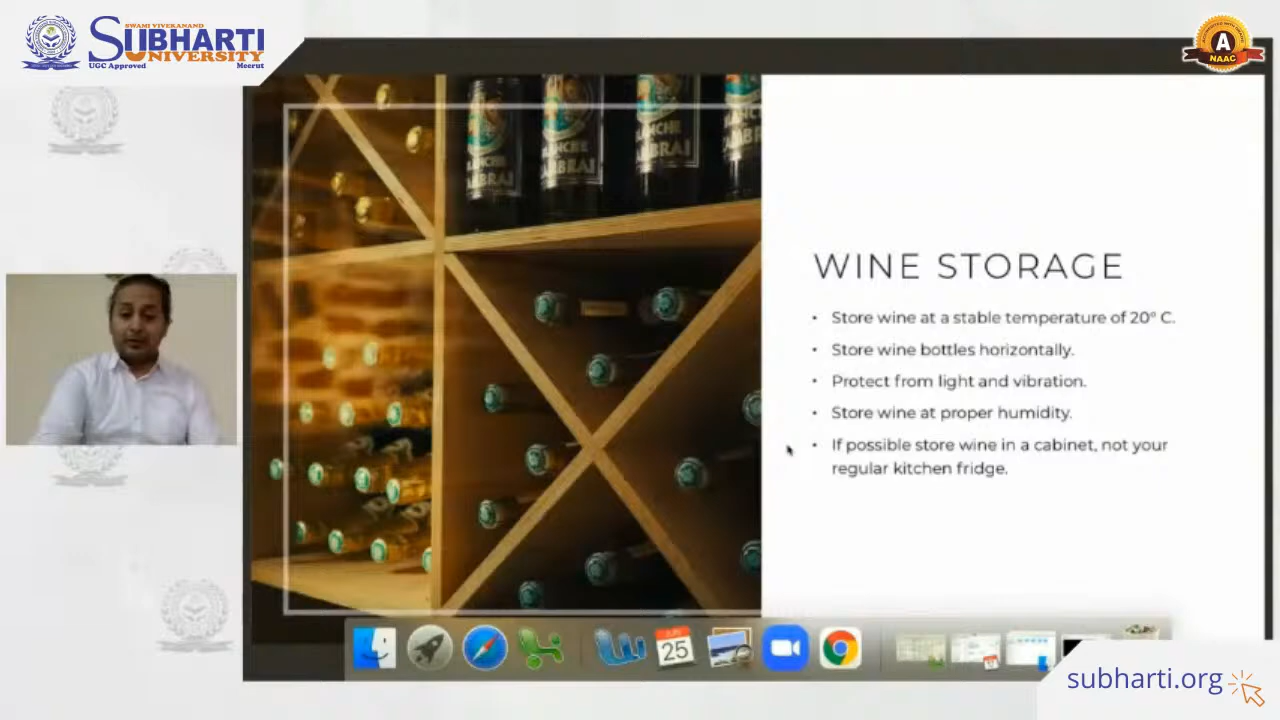 SWAMI VIVEKANAND
SUBHARTI
UNIVERSITY
UGC Approved Meerut
A
NAAC
WINE STORAGE
• Store wine at a stable temperature of 20° C.
• Store wine bottles horizontally.
• Protect from light and vibration.
• Store wine at proper humidity.
• If possible store wine in a cabinet, not your
regular kitchen fridge.
25
subharti.org